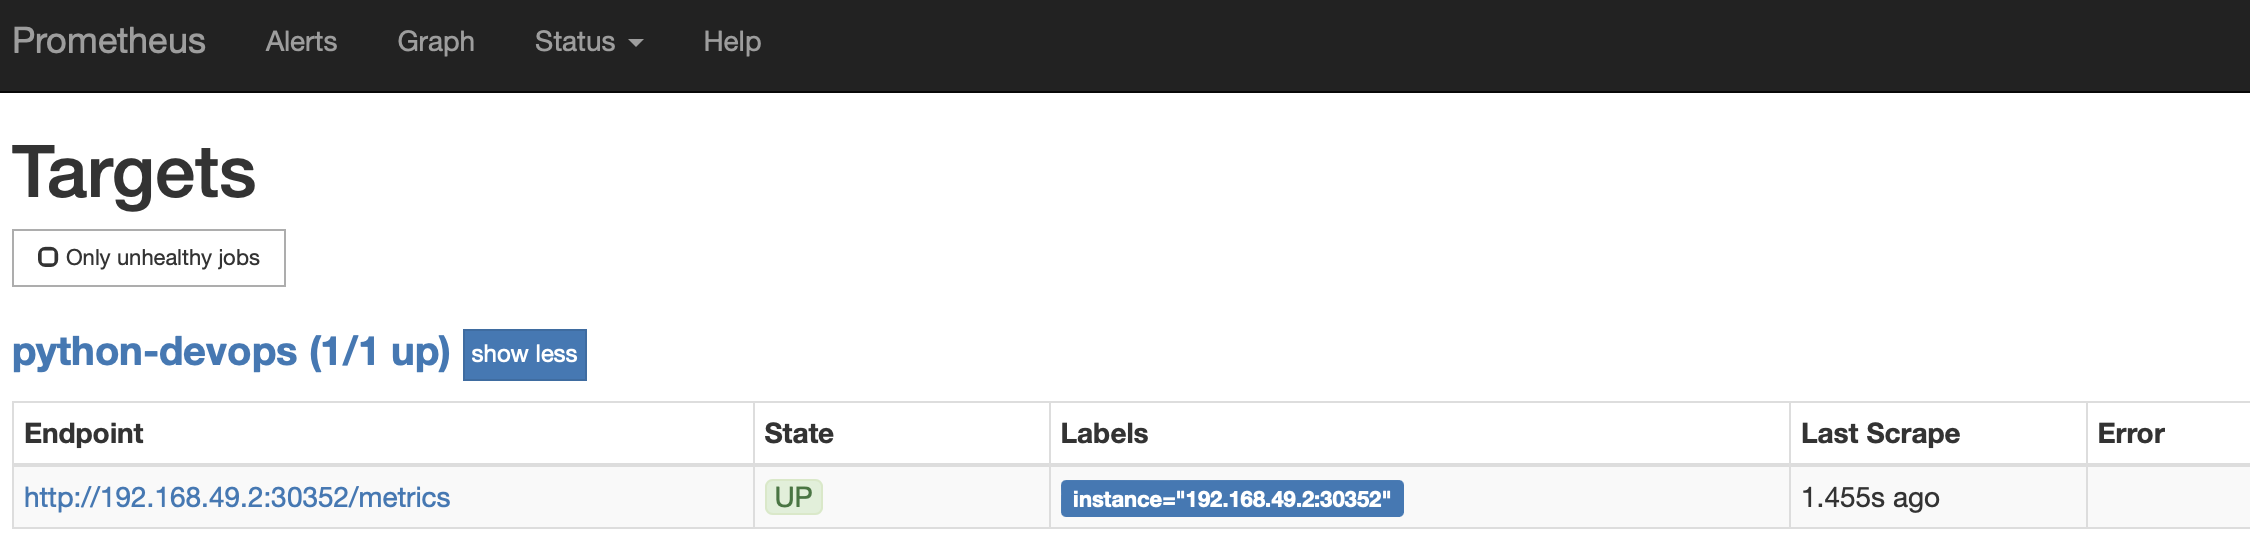 Prometheus Alerts Graph Status Help
Targets
Only unhealthy jobs
python-devops (1/1 up) show less
Endpoint State Labels Last Scrape Error
http://192.168.49.2:30352/metrics UP instance="192.168.49.2:30352" 1.455s ago